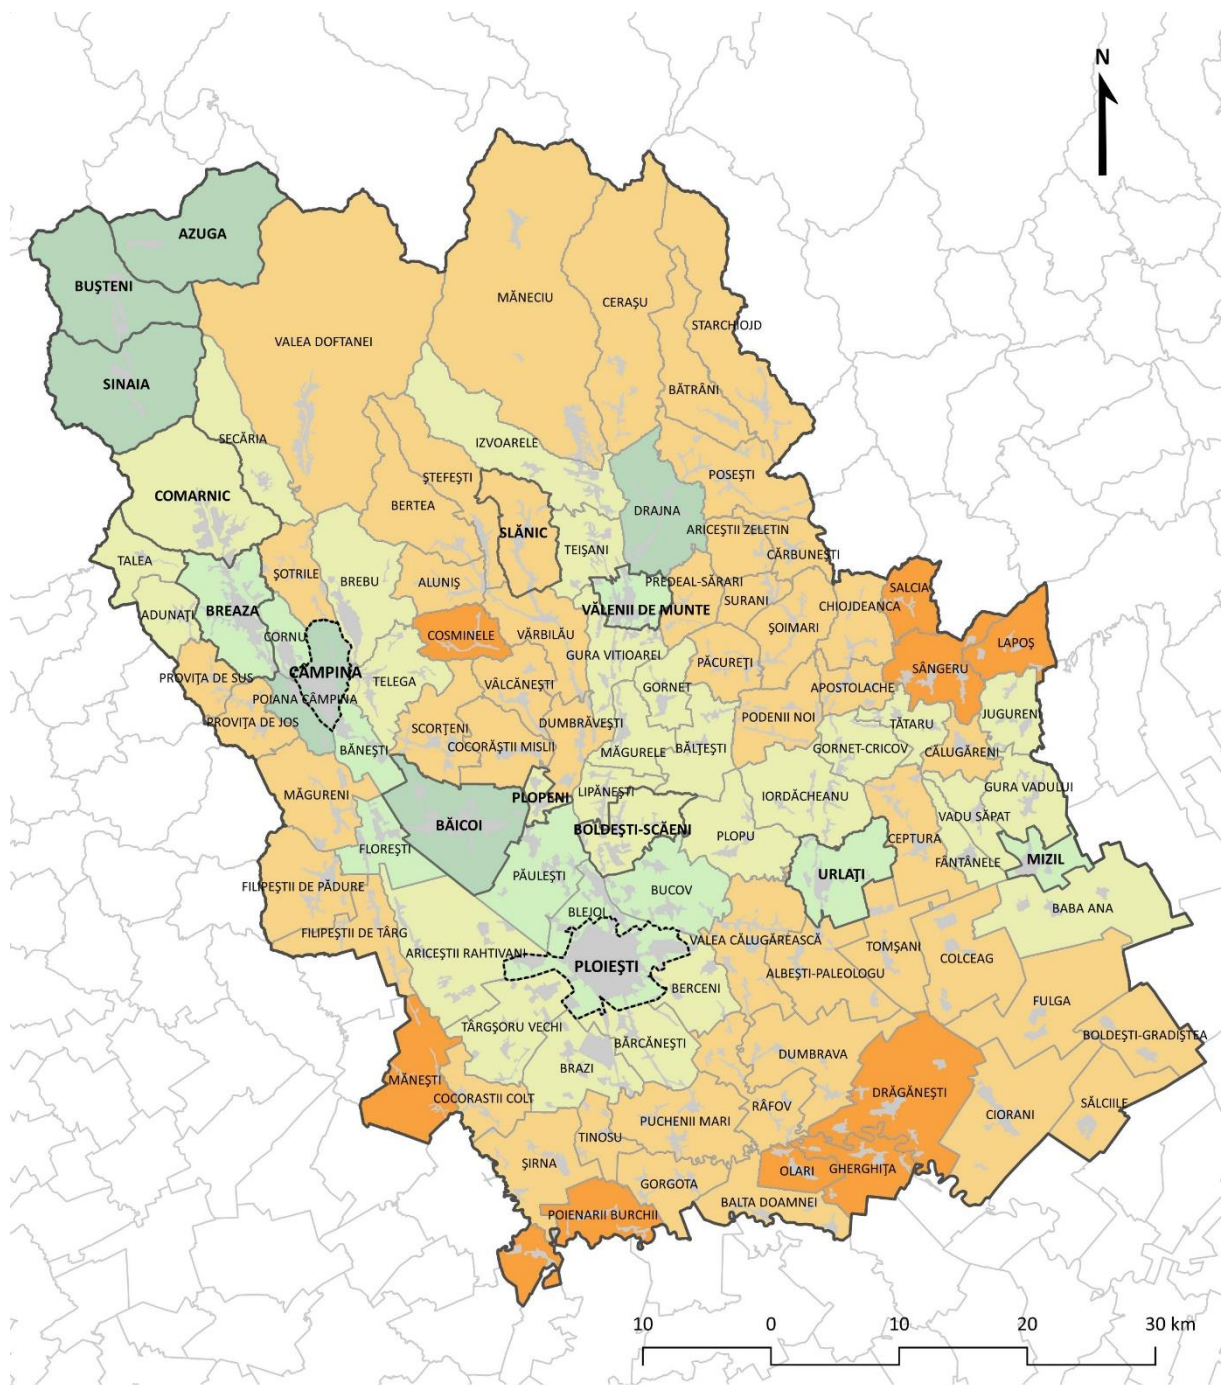 N
AZUGA
BUŞTENI
MĂNECIU
CERAŞU
STARCHIOJD
VALEA DOFTANEI
SINAIA
BĂTRÂNI
SECĂRIA
IZVOARELE
ŞTEFEŞTI
POSEŞTI
COMARNIC
BERTEA
DRAJNA
SLĂNIC
ARICEŞTII ZELETIN
TEIŞANI
CĂRBUNEŞTI
TALEA
ŞOTRILE
BREBU
ALUNIŞ
PREDEAL-SĂRARI
SALCIA
SURANI
CHIOJDEANCA
ADUNAŢI
BREAZA
VĂLENII DE MUNTE
CORNU
COSMINELE
VĂRBILĂU
ŞOIMARI
LAPOŞ
GURA VITIOAREI
PĂCUREŢI
SÂNGERU
CÂMPINA
PROVIŢA DE SUS
TELEGA
VÂLCĂNEŞTI
GORNET
APOSTOLACHE
POIANA CÂMPINA
JUGURENI
PROVIŢA DE JOS
SCORŢENI
DUMBRĂVEŞTI
PODENII NOI
TĂTARU
BĂNEŞTI
COCORĂŞTII MISLII
MĂGURELE
BĂLŢEŞTI
GORNET-CRICOV
CĂLUGĂRENI
GURA VADULUI
MĂGURENI
PLOPENI
LIPĂNEŞTI
IORDĂCHEANU
VADU SĂPAT
BĂICOI
BOLDEŞTI-SCĂENI
PLOPU
CEPTURA
FLOREŞTI
FÂNTÂNELE
MIZIL
PĂULEŞTI
URLAŢI
FILIPEŞTII DE PĂDURE
BUCOV
BABA ANA
BLEJOI
FILIPEŞTII DE TÂRG
VALEA CĂLUGĂREASCĂ
TOMŞANI
ARICEŞTII RAHTIVANI
COLCEAG
PLOIEŞTI
ALBEŞTI-PALEOLOGU
BERCENI
FULGA
TÂRGŞORU VECHI
BOLDEŞTI-GRADIŞTEA
BĂRCĂNEŞTI
DUMBRAVA
BRAZI
MĂNEŞTI
DRĂGĂNEŞTI
COCORASTII COLT
RÂFOV
SĂLCIILE
CIORANI
PUCHENII MARI
TINOSU
ŞIRNA
OLARI
GHERGHIŢA
GORGOTA
BALTA DOAMNEI
POIENARII BURCHII
10 0 10 20 30 km